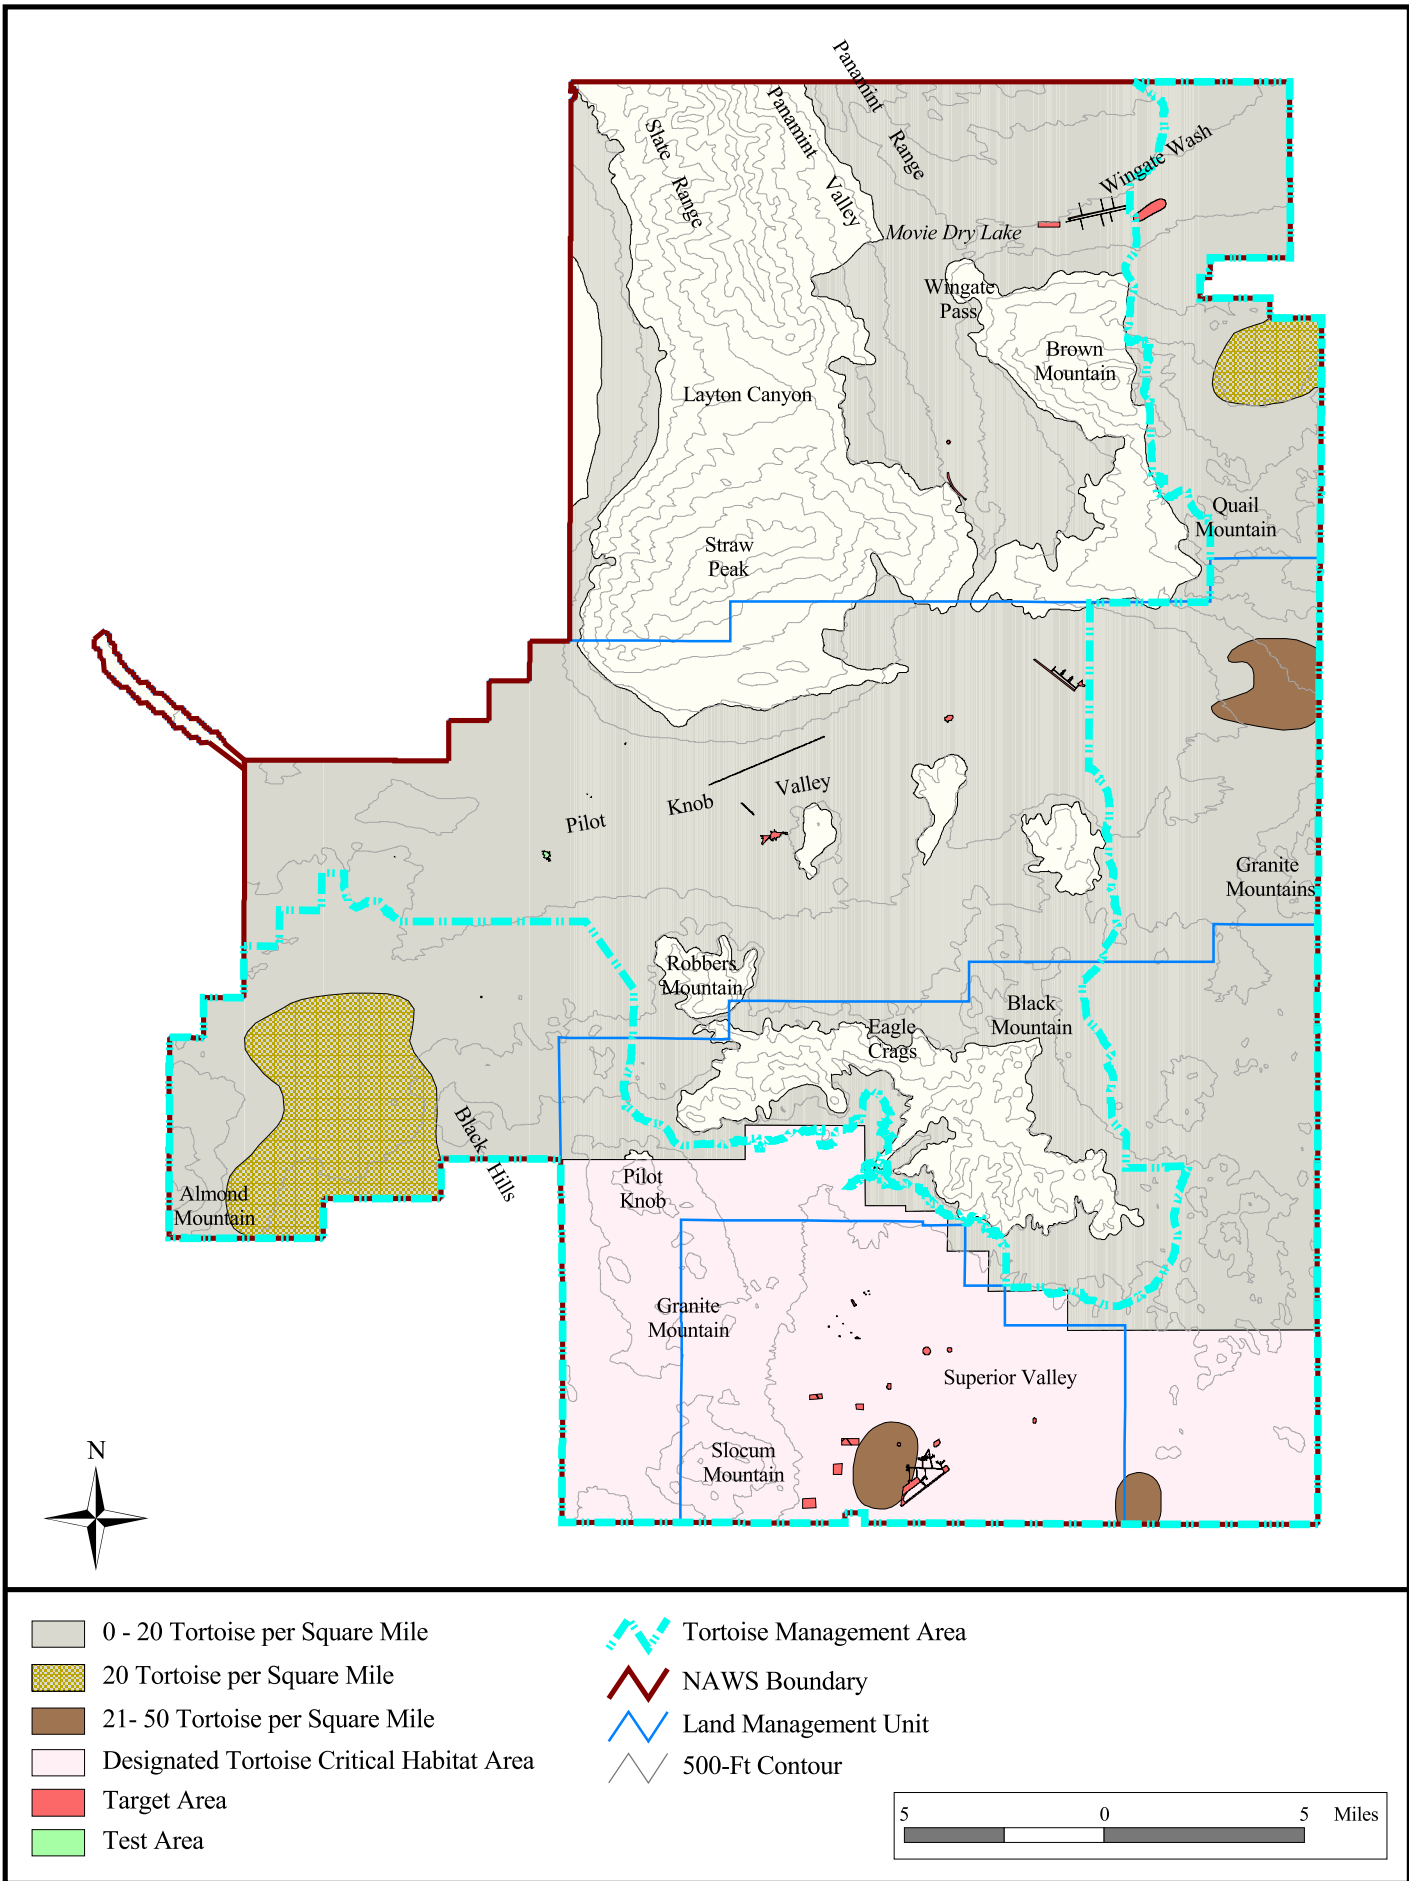 Panamint
Range
Panamint
Valley
Slate
Range
Wingate Wash
Movie Dry Lake
Wingate
Pass
Brown
Mountain
Layton Canyon
Quail
Mountain
Straw
Peak
Pilot
Knob
Valley
Granite
Mountains
Robbers
Mountain
Black
Mountain
Eagle
Crags
Black
Hills
Pilot
Knob
Almond
Mountain
Granite
Mountain
Superior Valley
Slocum
Mountain
N
0 - 20 Tortoise per Square Mile
20 Tortoise per Square Mile
21- 50 Tortoise per Square Mile
Designated Tortoise Critical Habitat Area
Target Area
Test Area
Tortoise Management Area
NAWS Boundary
Land Management Unit
500-Ft Contour
5 0 5 Miles